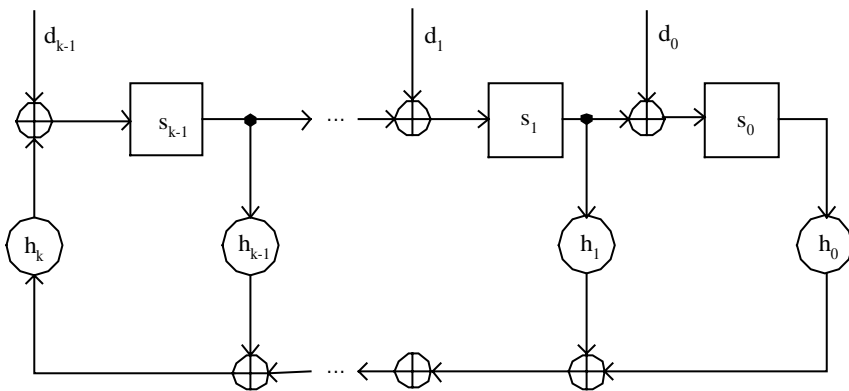 d_{k-1} d_1 d_0
s_{k-1} ... s_1 s_0
h_k h_{k-1} h_1 h_0
...